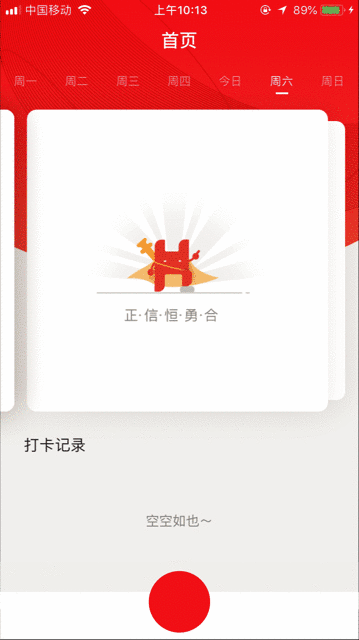 中国移动 上午10:13 89%
首页
周一 周二 周三 周四 今日 周六 周日
正·信·恒·勇·合
打卡记录
空空如也～